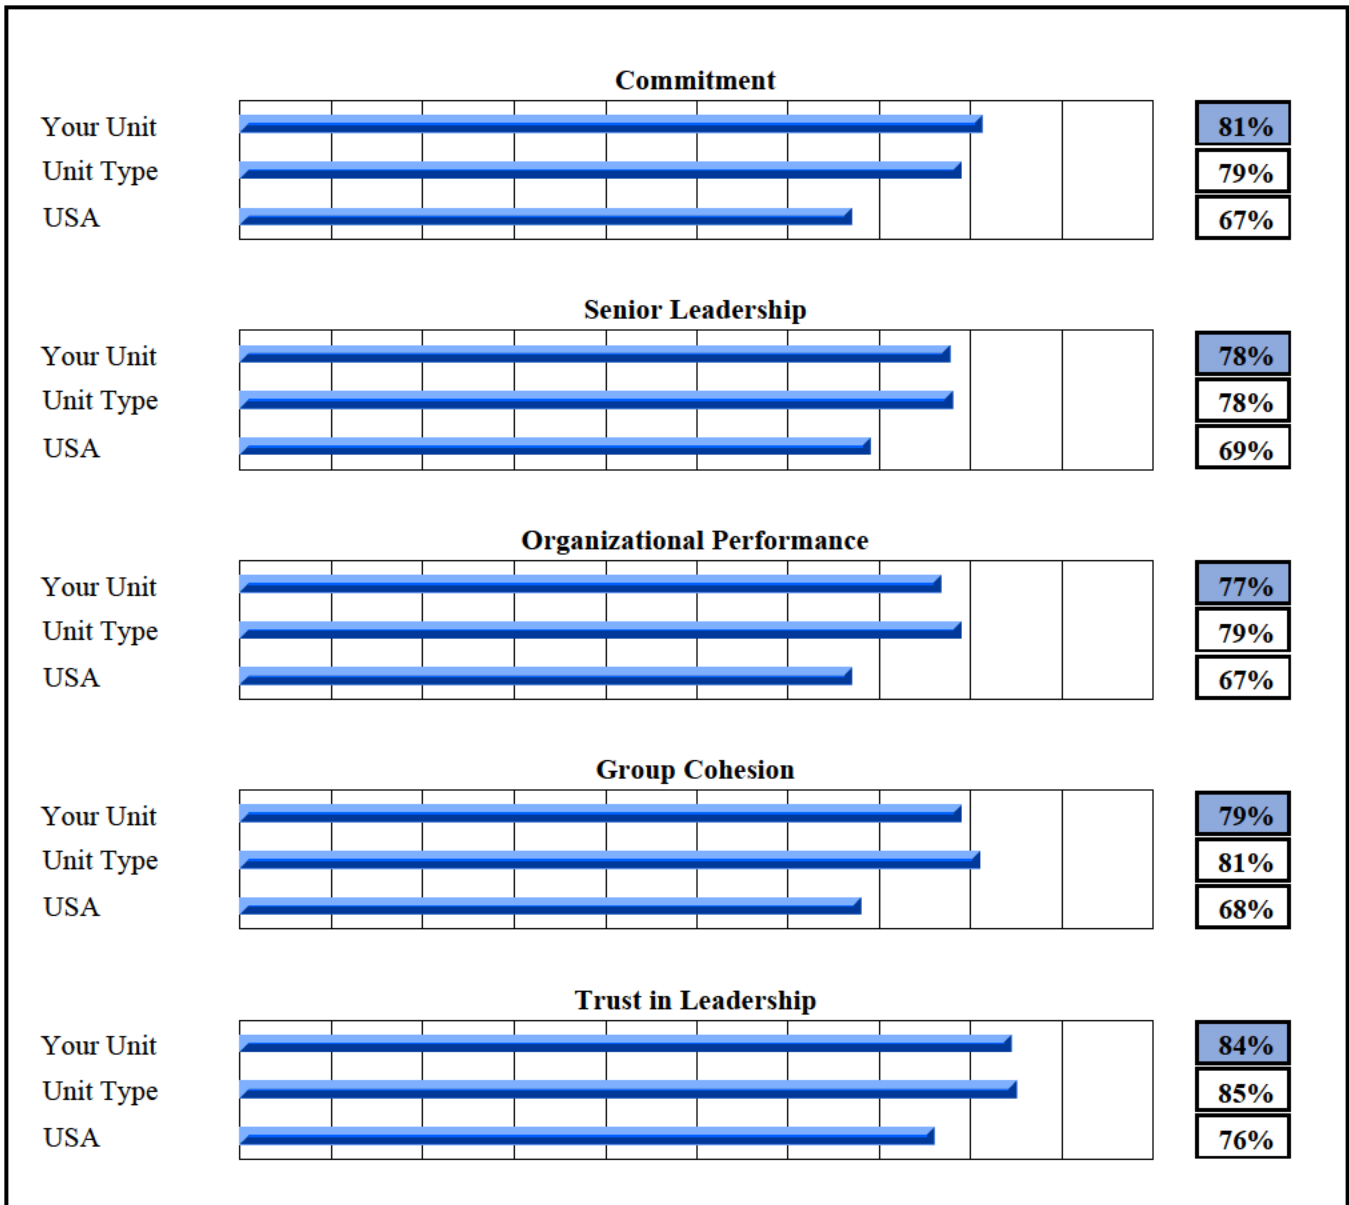 Commitment
Your Unit 81%
Unit Type 79%
USA 67%
Senior Leadership
Your Unit 78%
Unit Type 78%
USA 69%
Organizational Performance
Your Unit 77%
Unit Type 79%
USA 67%
Group Cohesion
Your Unit 79%
Unit Type 81%
USA 68%
Trust in Leadership
Your Unit 84%
Unit Type 85%
USA 76%